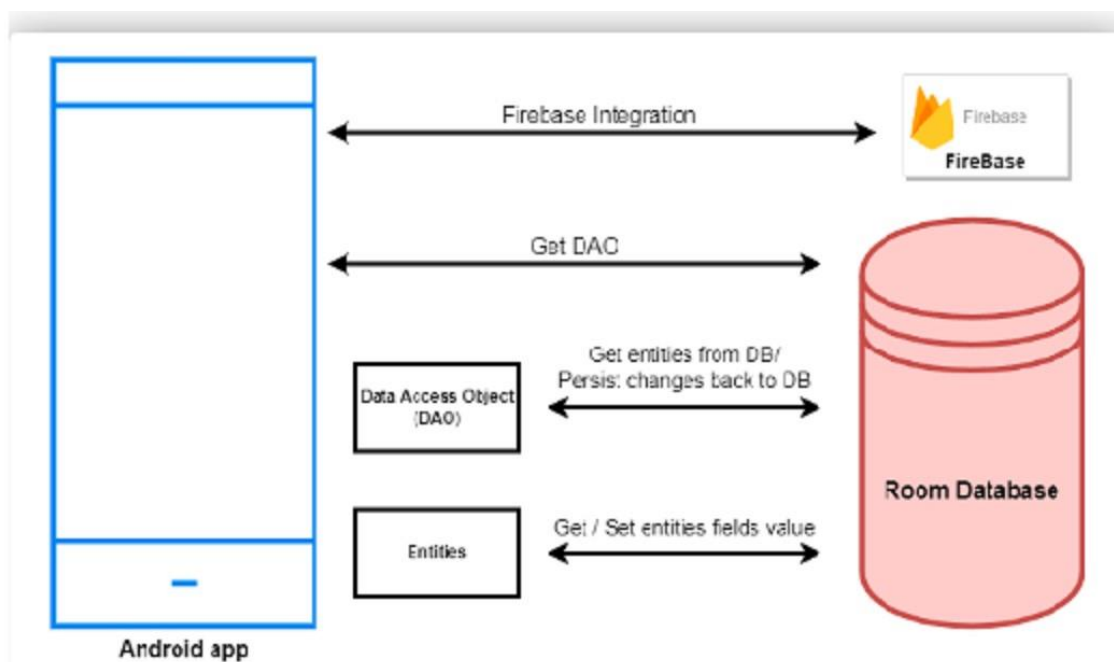 Firebase Integration
Firebase
FireBase
Get DAO
Get entities from DB/
Persist changes back to DB
Data Access Object
(DAO)
Room Database
Get / Set entities fields value
Entities
Android app